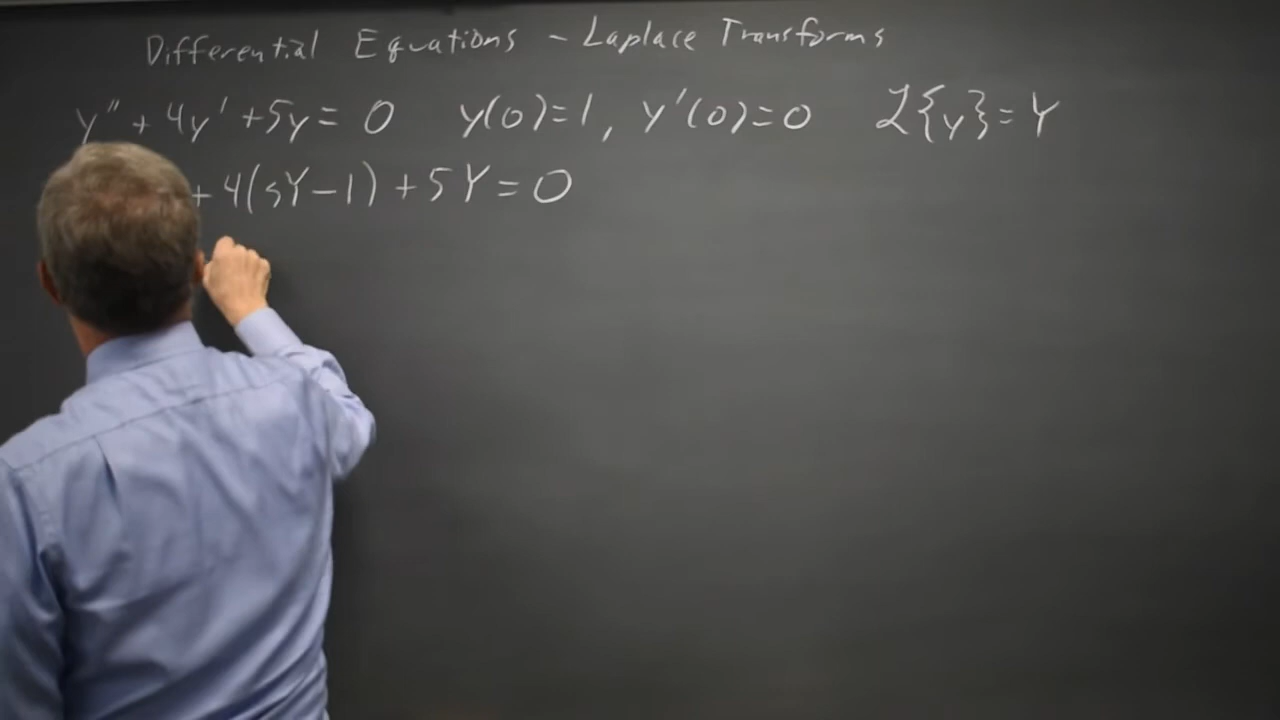 Differential Equations - Laplace Transforms
y" + 4y' + 5y = 0 y(0)=1, y'(0)=0 ℒ{y}=Y
+ 4(sY-1) + 5Y = 0